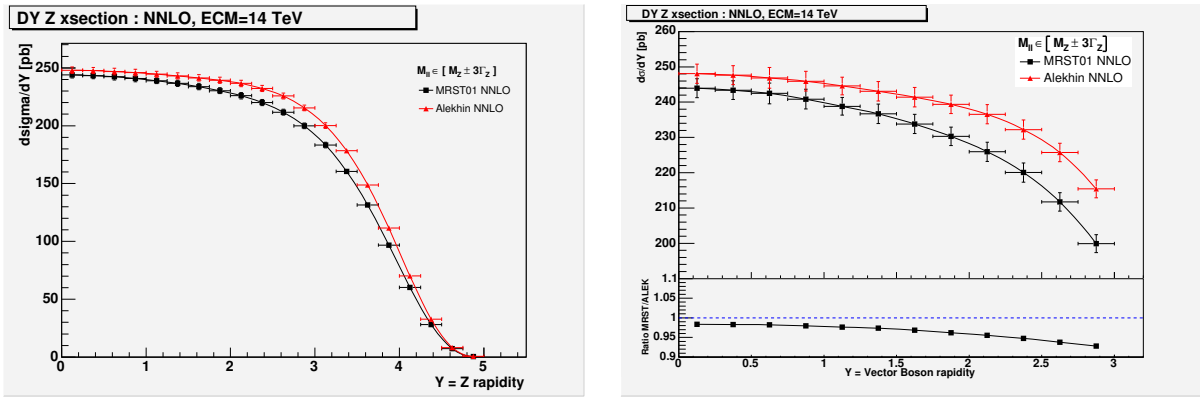 DY Z xsection : NNLO, ECM=14 TeV
dsigma/dY [pb]
250
200
150
100
50
0
M_ll ∈ [ M_Z ± 3Γ_Z ]
MRST01 NNLO
Alekhin NNLO
0 1 2 3 4 5
Y = Z rapidity
DY Z xsection : NNLO, ECM=14 TeV
dσ/dY [pb]
260
250
240
230
220
210
200
M_ll ∈ [ M_Z ± 3Γ_Z ]
MRST01 NNLO
Alekhin NNLO
Ratio MRST/ALEK
1.1
1.05
1
0.95
0.9
0 0.5 1 1.5 2 2.5 3
Y = Vector Boson rapidity